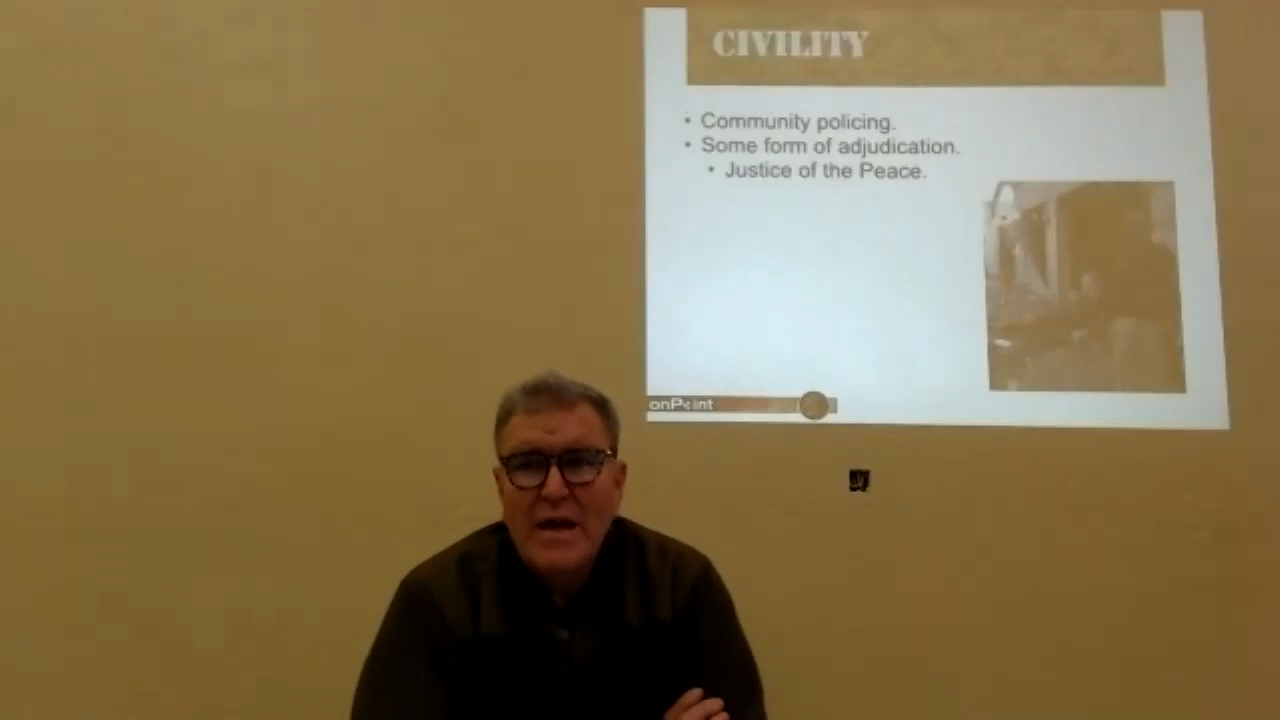 CIVILITY
• Community policing.
• Some form of adjudication.
• Justice of the Peace.
onPoint